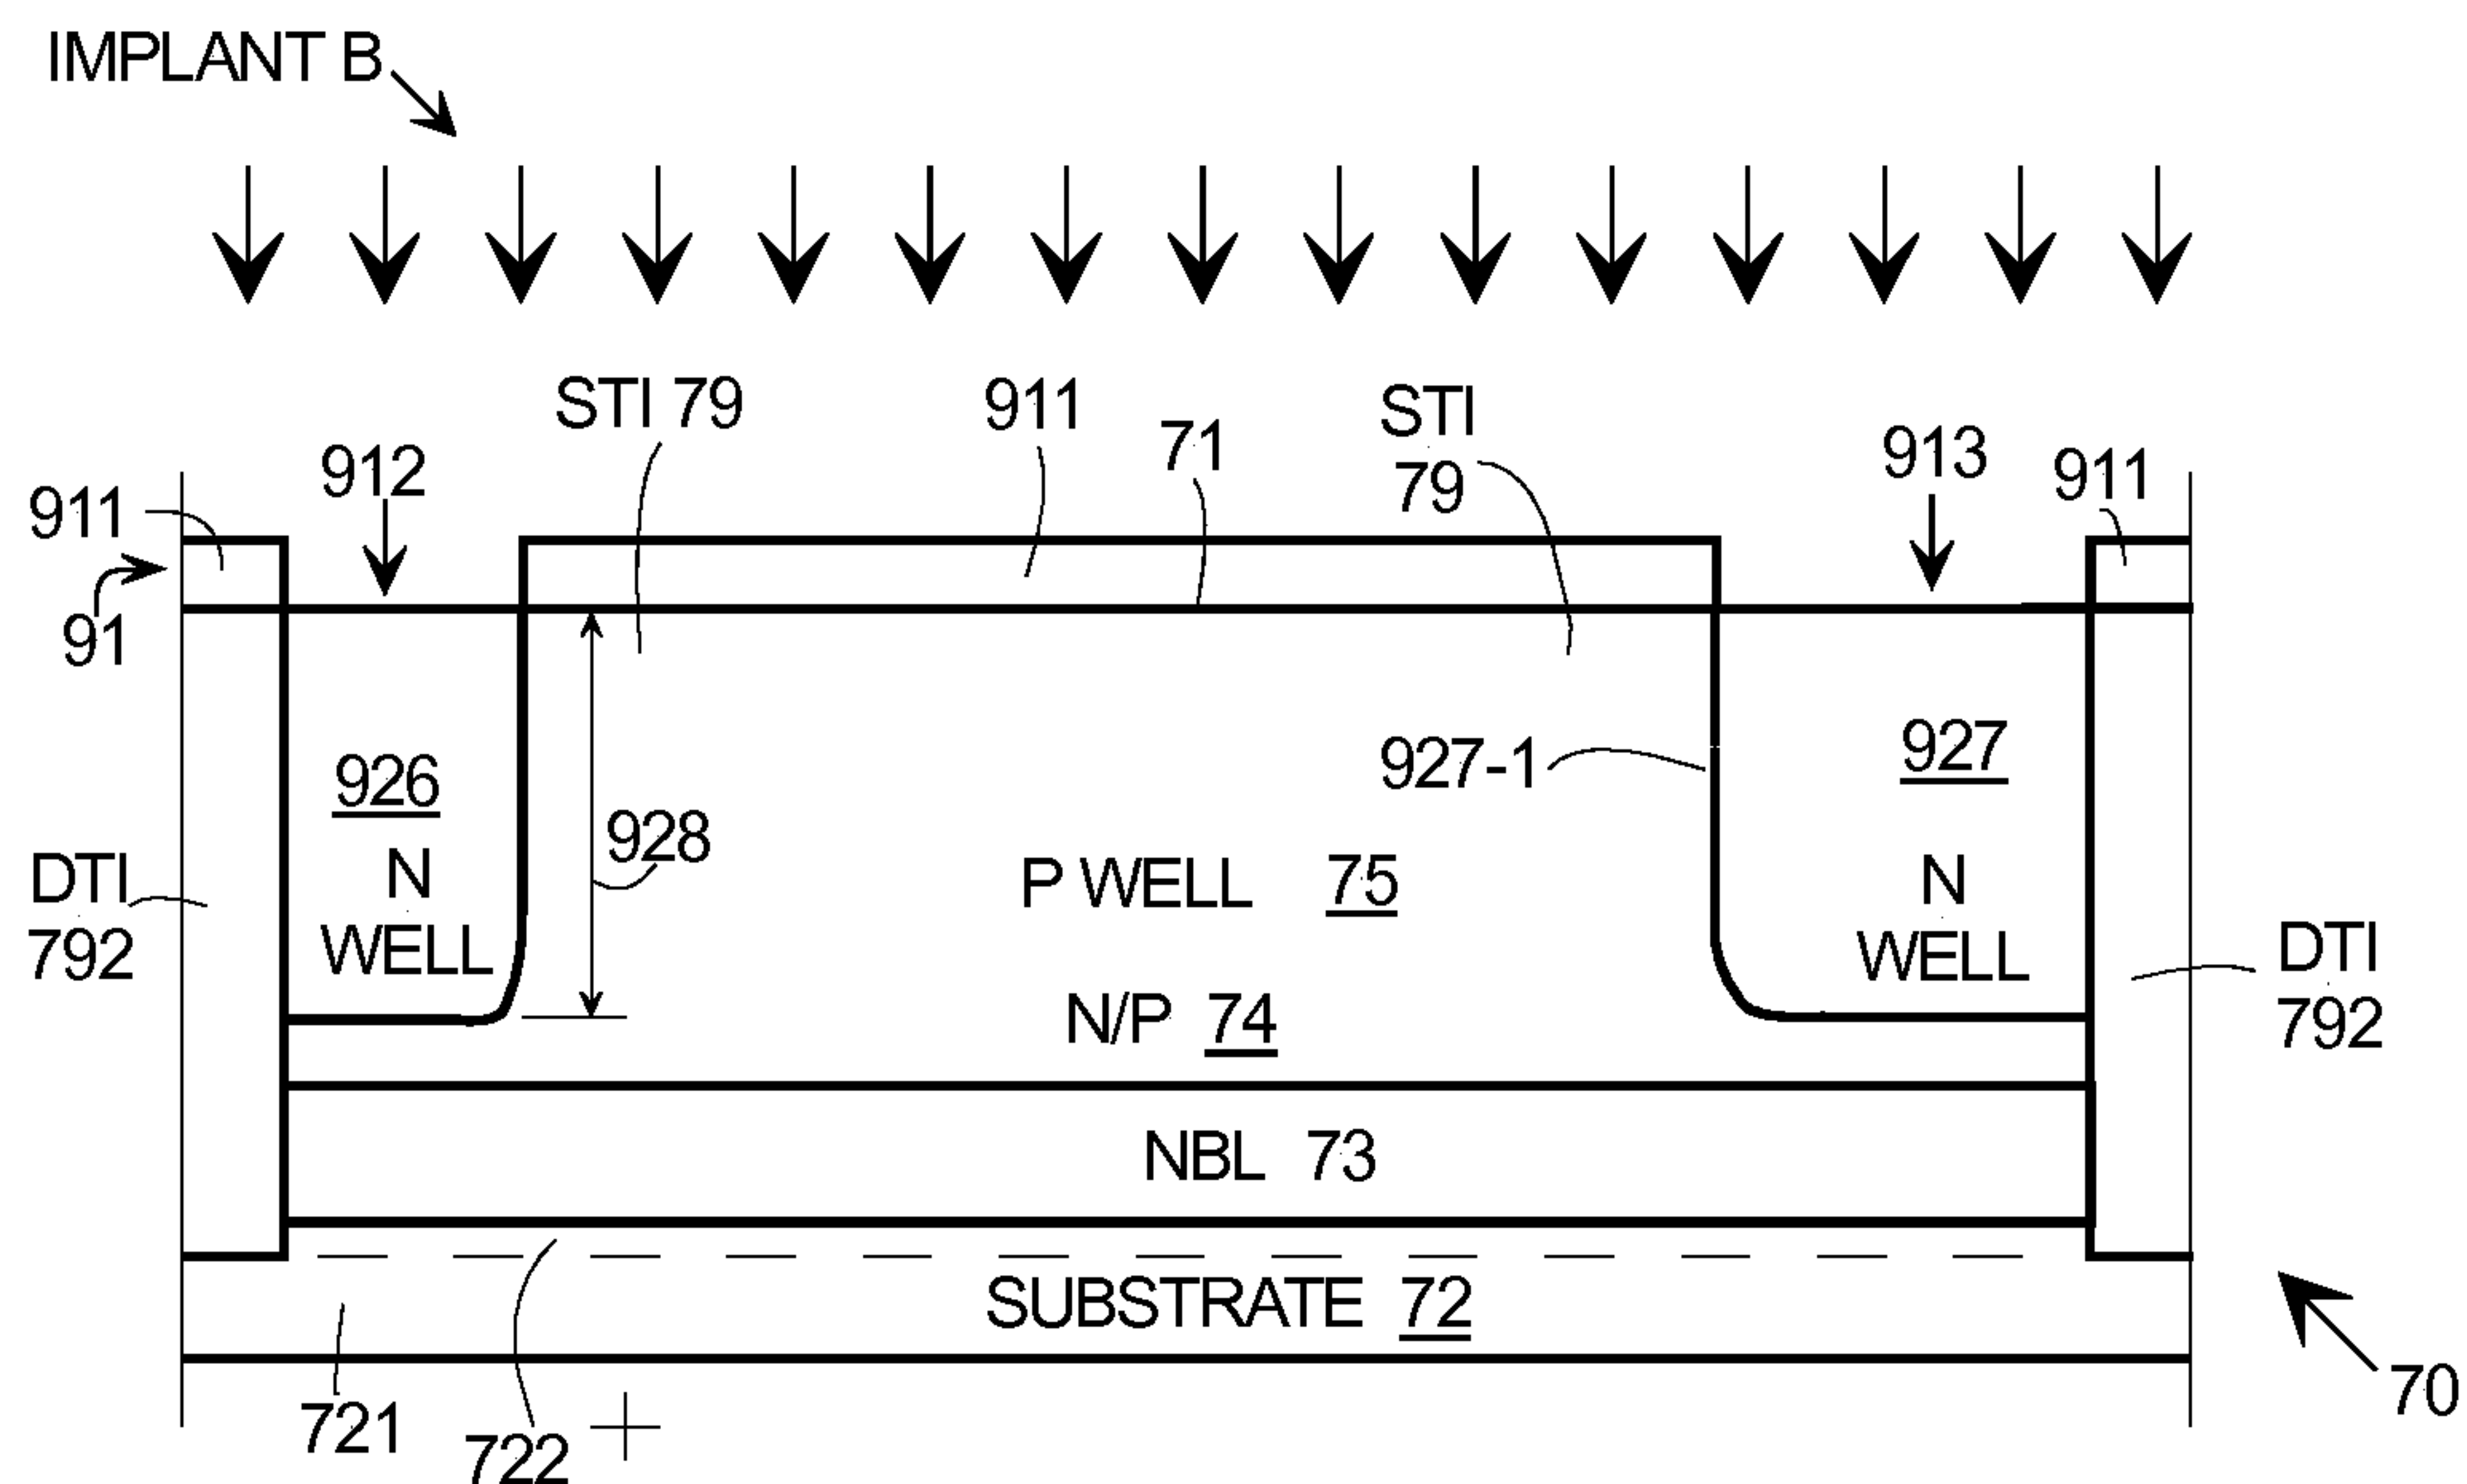 IMPLANT B
STI 79
911
71
STI
79
912
913
911
911
91
926
N
WELL
928
927-1
927
N
WELL
P WELL 75
DTI
792
DTI
792
N/P 74
NBL 73
SUBSTRATE 72
721
722
70